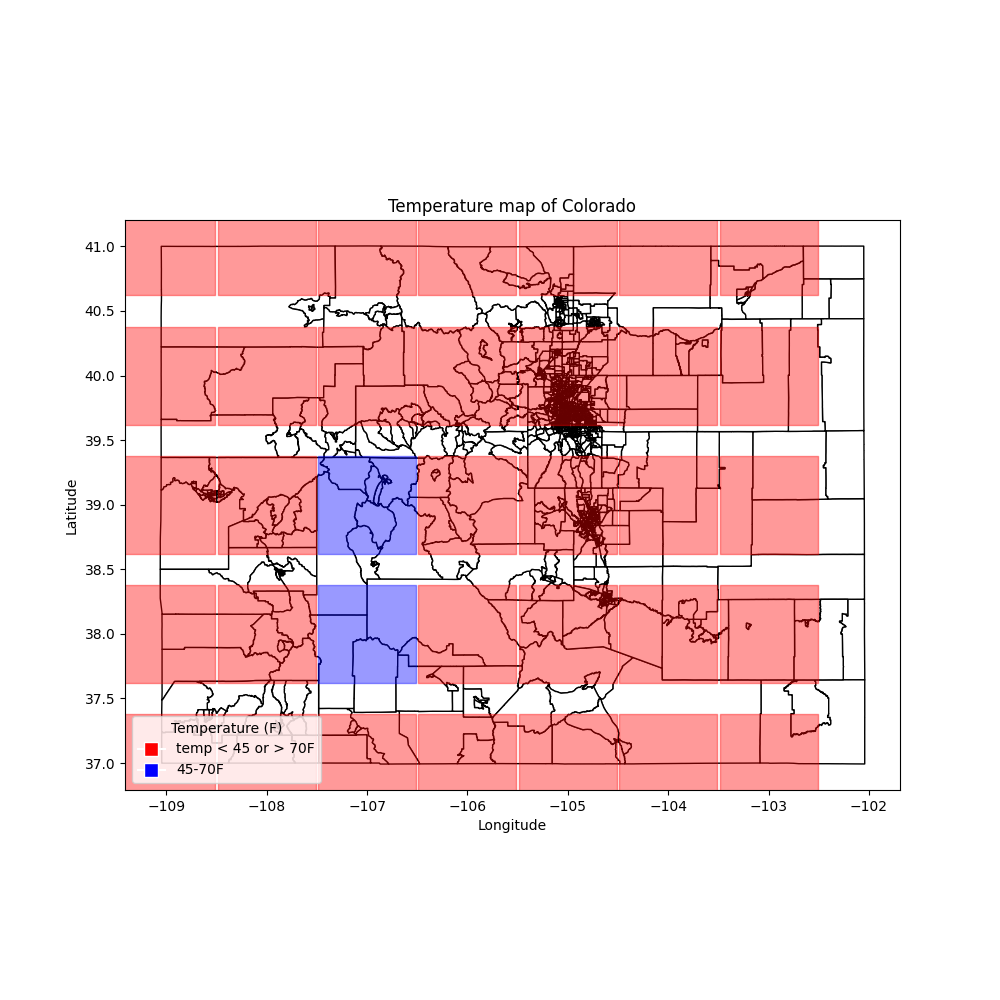 Temperature map of Colorado
41.0
40.5
40.0
39.5
39.0
38.5
38.0
37.5
37.0
Latitude
Temperature (F)
temp < 45 or > 70F
45-70F
−109 −108 −107 −106 −105 −104 −103 −102
Longitude